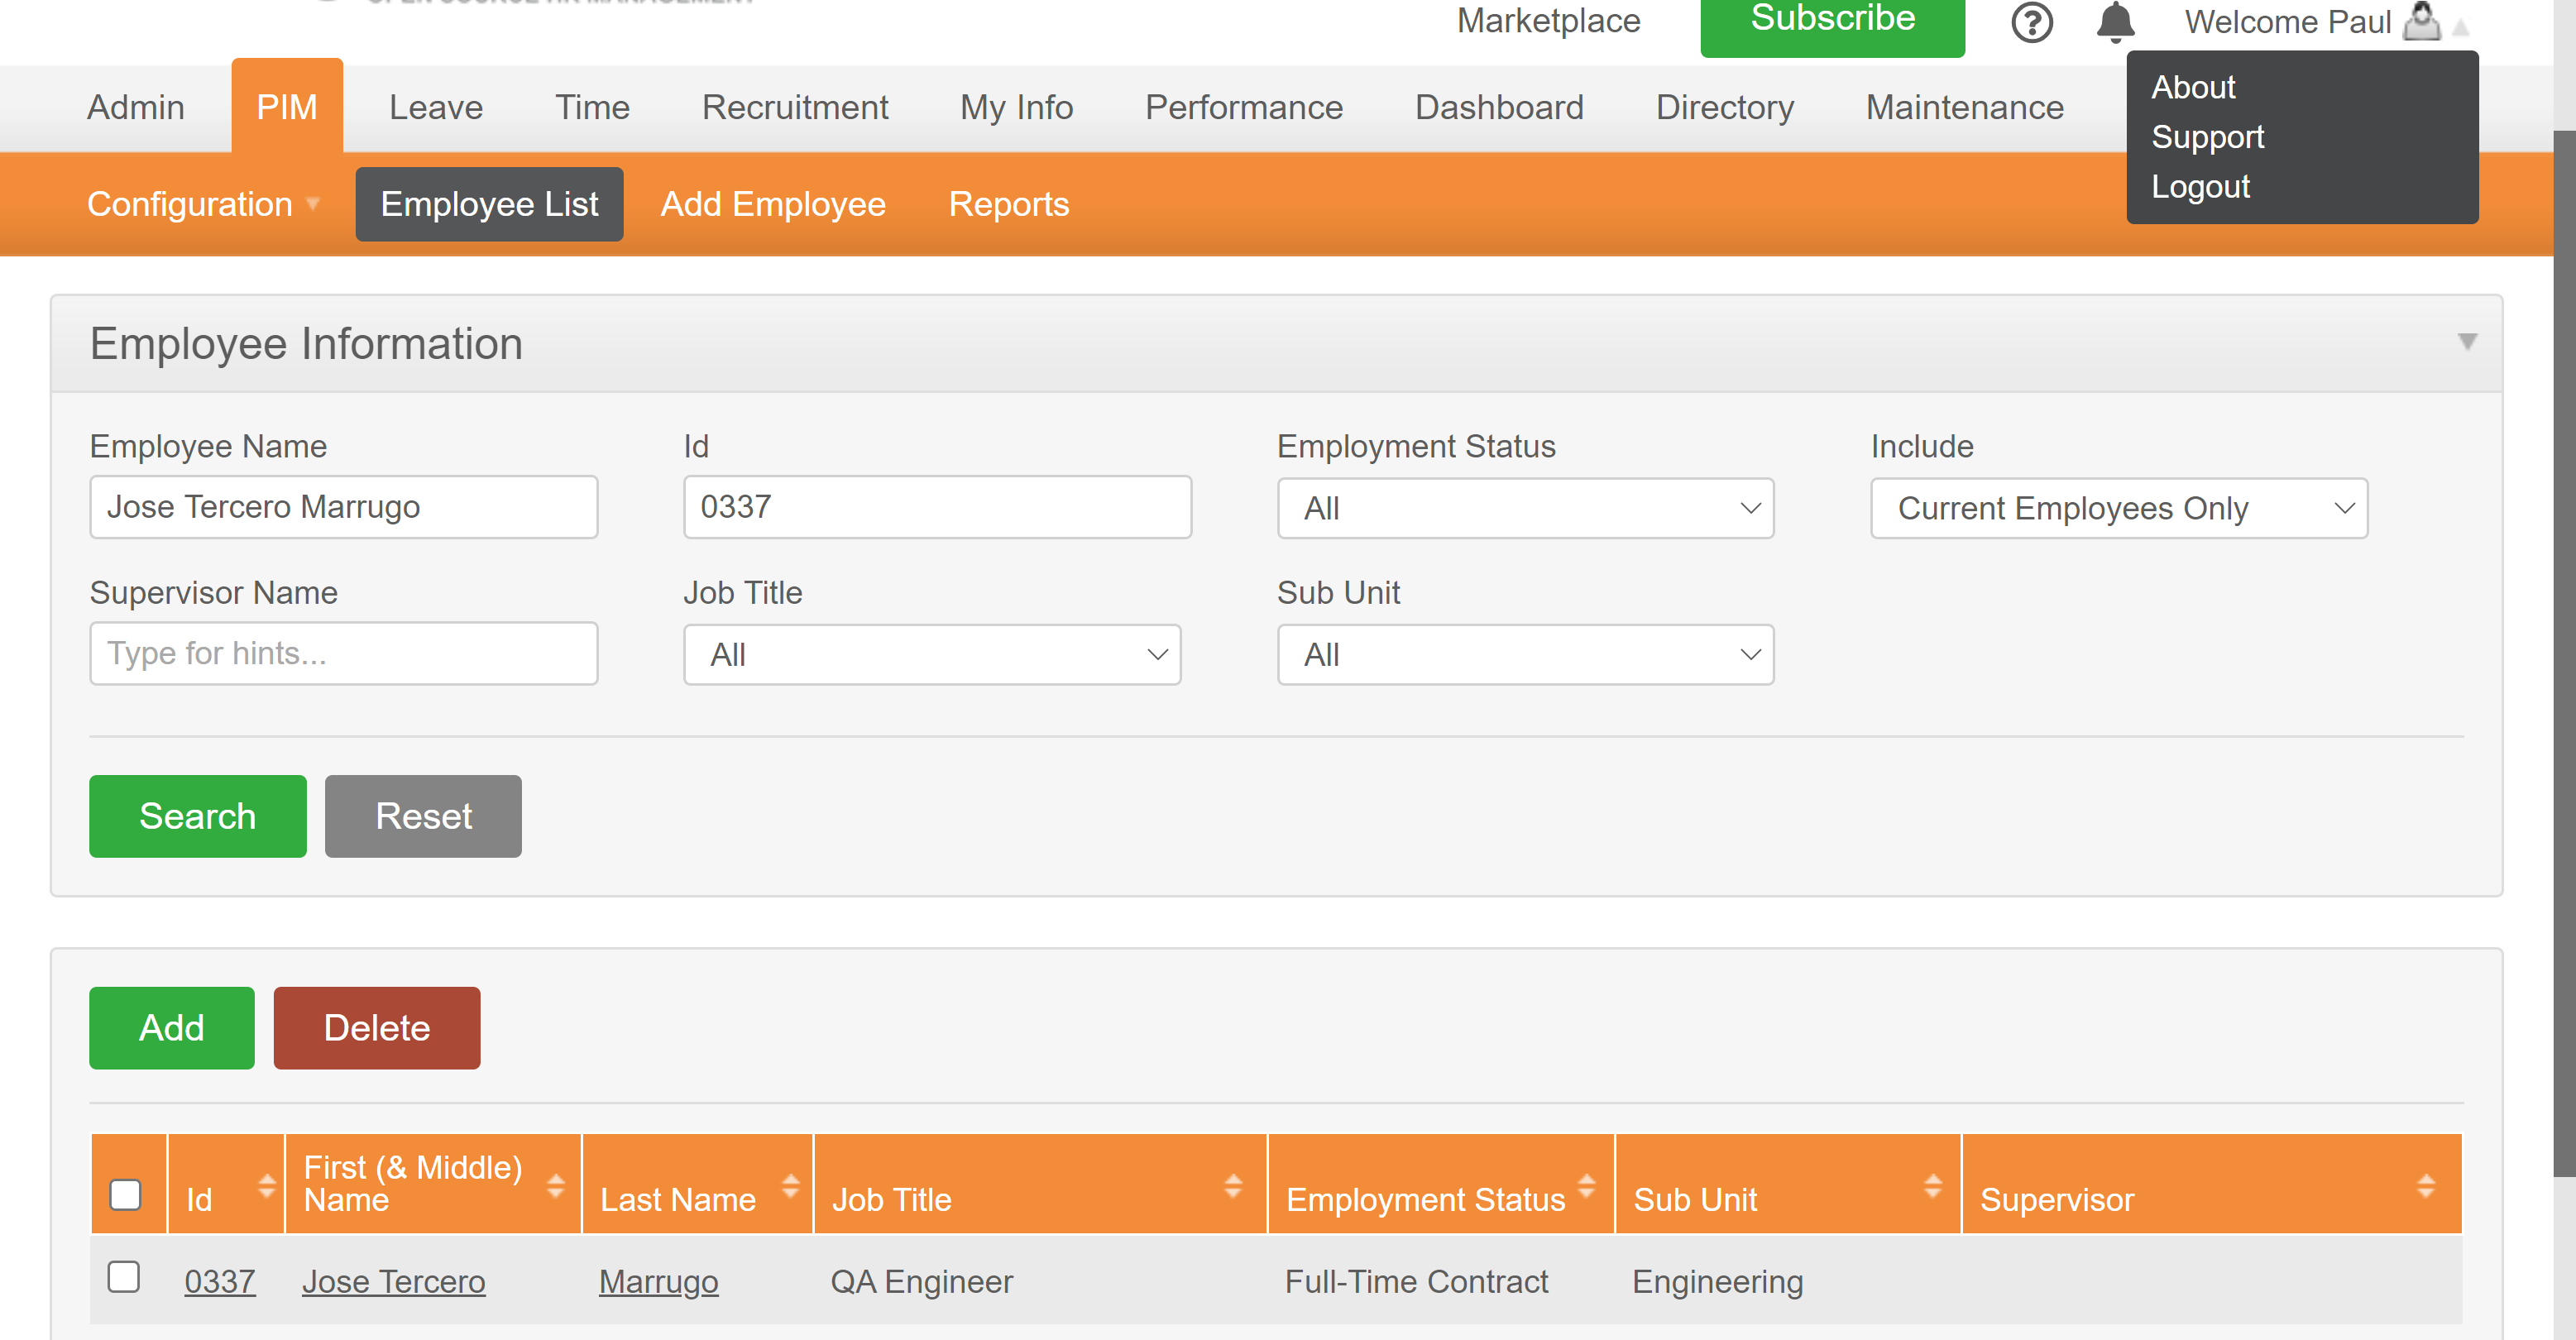 Marketplace Subscribe Welcome Paul
Admin PIM Leave Time Recruitment My Info Performance Dashboard Directory Maintenance
About
Support
Logout
Configuration Employee List Add Employee Reports
Employee Information
Employee Name Id Employment Status Include
Jose Tercero Marrugo 0337 All Current Employees Only
Supervisor Name Job Title Sub Unit
Type for hints... All All
Search Reset
Add Delete
Id First (& Middle) Name Last Name Job Title Employment Status Sub Unit Supervisor
0337 Jose Tercero Marrugo QA Engineer Full-Time Contract Engineering